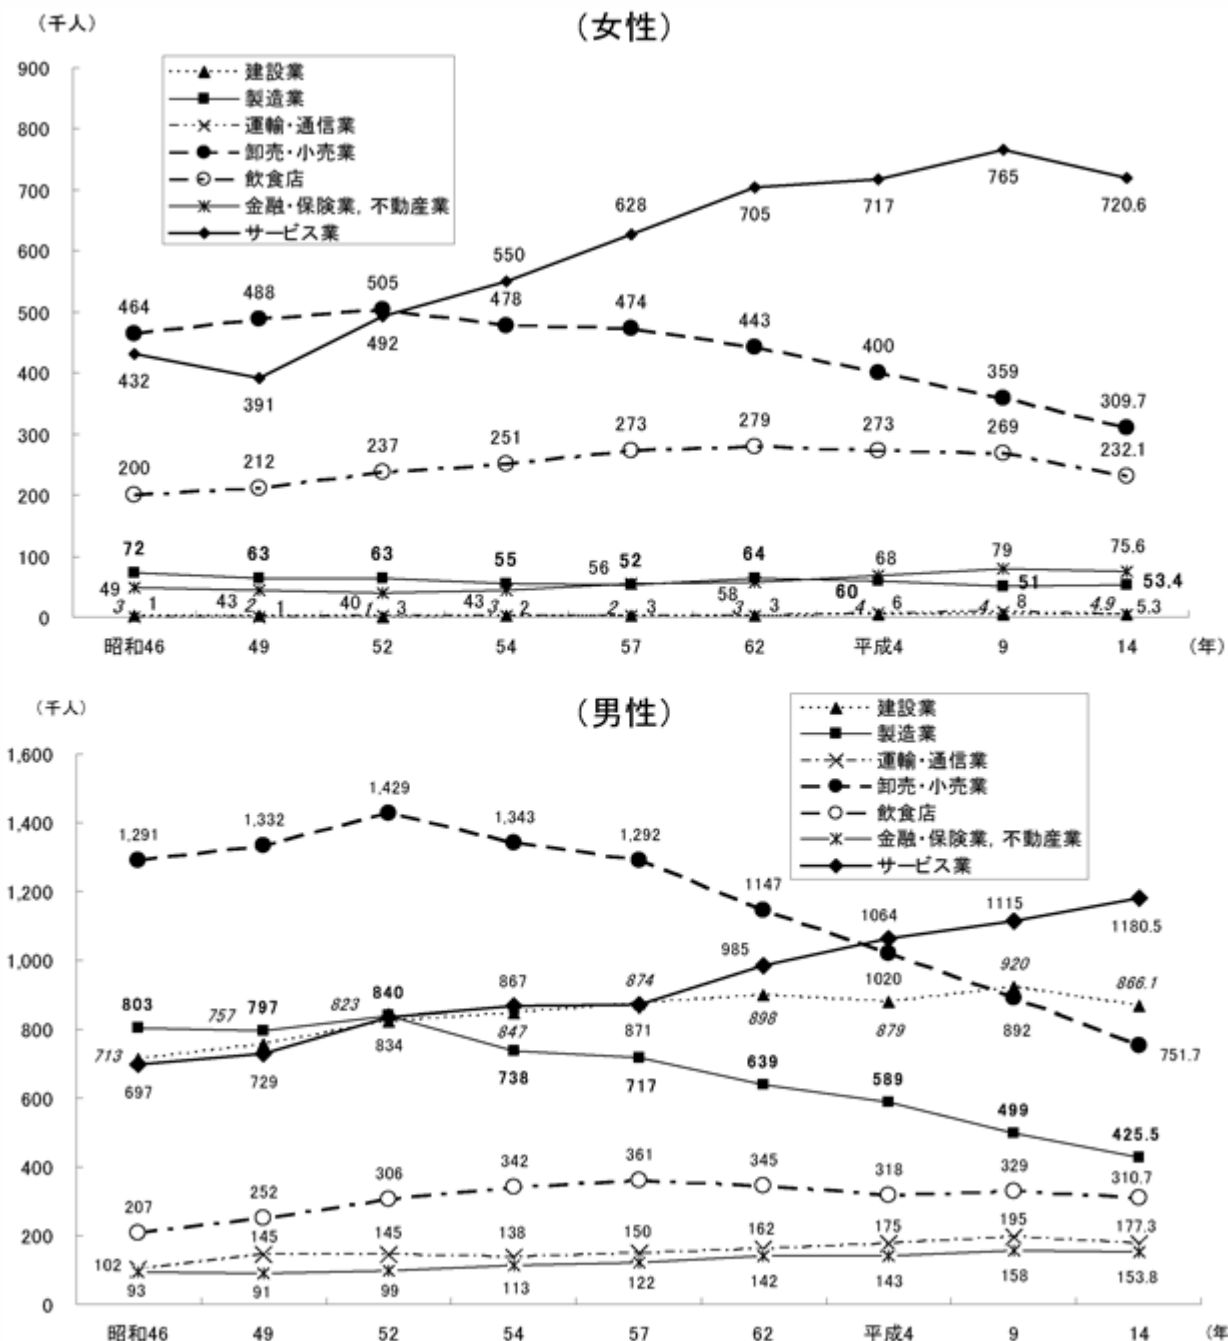 (千人)
(女性)
900
800
700
600
500
400
300
200
100
0
建設業
製造業
運輸・通信業
卸売・小売業
飲食店
金融・保険業, 不動産業
サービス業
464 488 505 478 474 443 400 359 309.7
432 391 492 550 628 705 717 765 720.6
200 212 237 251 273 279 273 269 232.1
72 63 63 55 52 64 60 51 53.4
49 43 40 43 56 58 68 79 75.6
3 2 1 3 2 3 4 4 4.9
1 1 3 2 3 3 6 8 5.3
昭和46 49 52 54 57 62 平成4 9 14 (年)
(千人)
(男性)
1,600
1,400
1,200
1,000
800
600
400
200
0
建設業
製造業
運輸・通信業
卸売・小売業
飲食店
金融・保険業, 不動産業
サービス業
1,291 1,332 1,429 1,343 1,292 1147 1020 892 751.7
697 729 834 867 871 985 1064 1115 1180.5
713 757 823 847 874 898 879 920 866.1
803 797 840 738 717 639 589 499 425.5
207 252 306 342 361 345 318 329 310.7
102 145 145 138 150 162 175 195 177.3
93 91 99 113 122 142 143 158 153.8
昭和46 49 52 54 57 62 平成4 9 14 (年